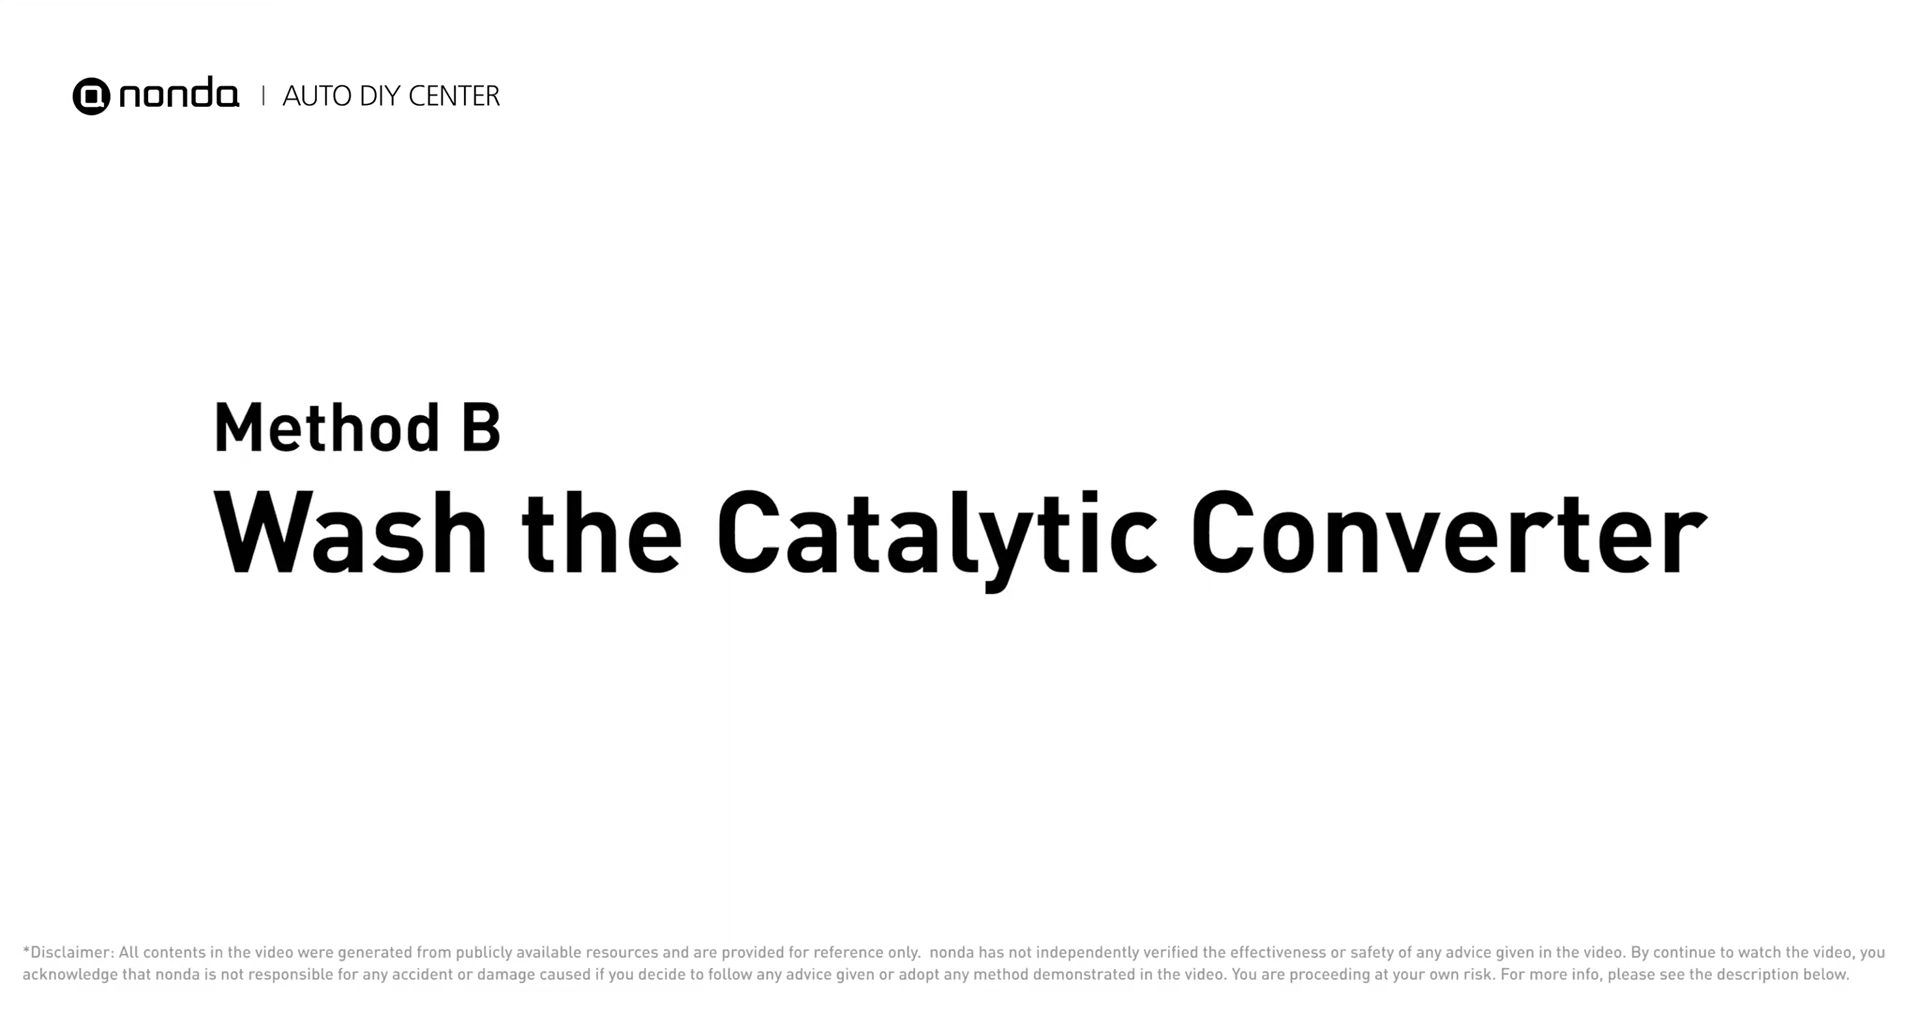 nonda | AUTO DIY CENTER
Method B
Wash the Catalytic Converter
*Disclaimer: All contents in the video were generated from publicly available resources and are provided for reference only.  nonda has not independently verified the effectiveness or safety of any advice given in the video. By continue to watch the video, you
acknowledge that nonda is not responsible for any accident or damage caused if you decide to follow any advice given or adopt any method demonstrated in the video. You are proceeding at your own risk. For more info, please see the description below.